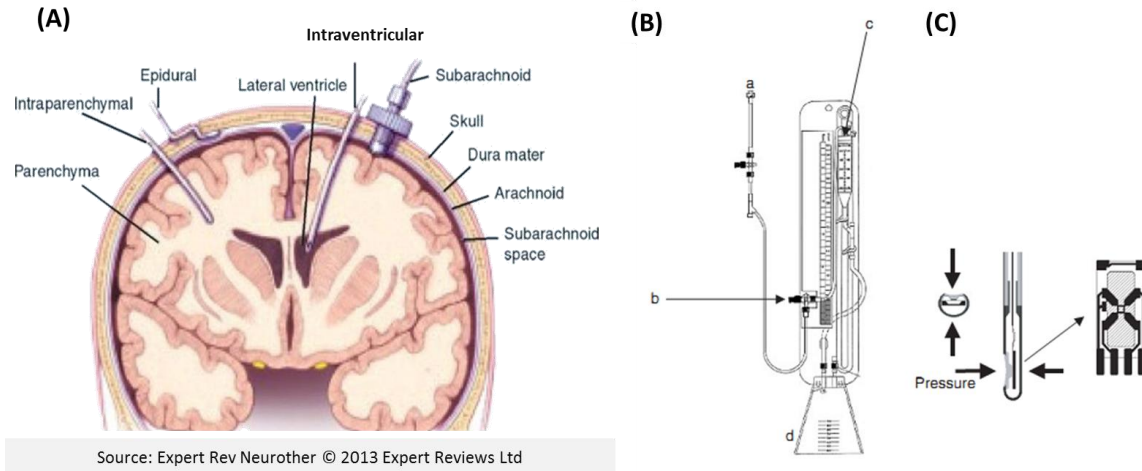 (A)
Intraventricular
Epidural
Lateral ventricle
Subarachnoid
Intraparenchymal
Skull
Dura mater
Parenchyma
Arachnoid
Subarachnoid
space
Source: Expert Rev Neurother © 2013 Expert Reviews Ltd
(B)
c
a
b
d
(C)
Pressure